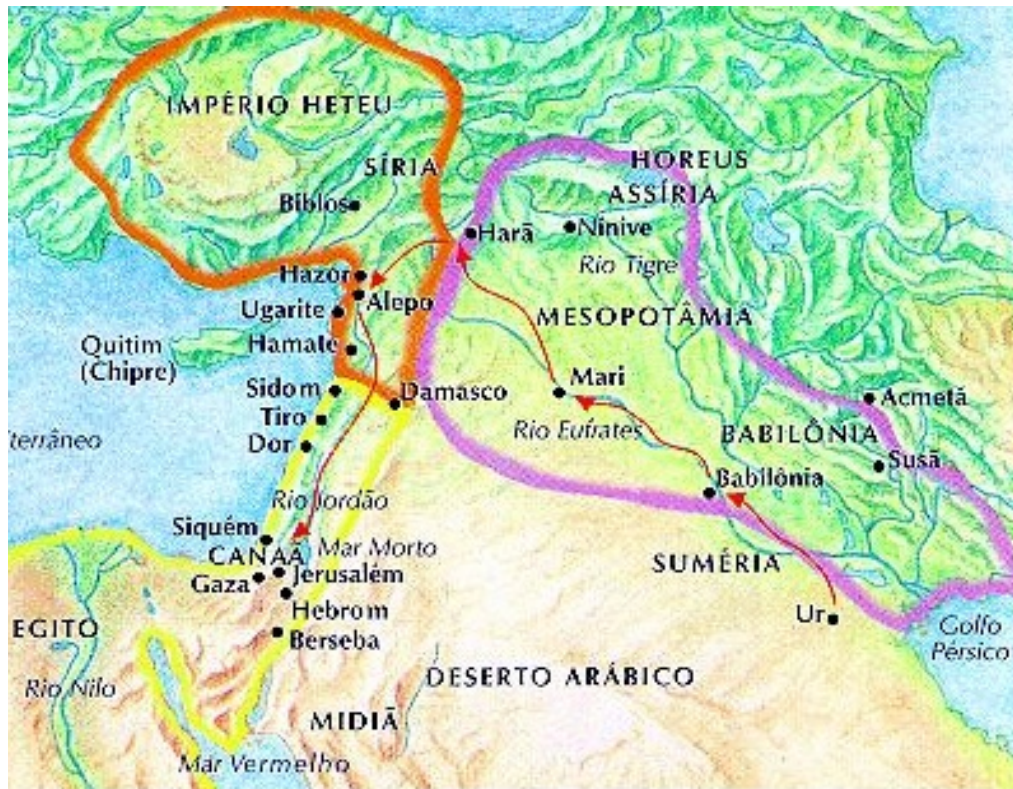 IMPÉRIO HETEU
SÍRIA
HOREUS
ASSÍRIA
Biblos
Harã
Nínive
Hazor
Rio Tigre
Alepo
Ugarite
MESOPOTÂMIA
Hamate
Quitim
(Chipre)
Sidom
Damasco
Mari
Acmetã
Tiro
terrâneo
Dor
Rio Eufrates
BABILÔNIA
Susã
Babilônia
Rio Jordão
Siquém
CANAÃ
Mar Morto
SUMÉRIA
Gaza
Jerusalém
Hebrom
Ur
EGITO
Berseba
Golfo
Pérsico
Rio Nilo
DESERTO ARÁBICO
MIDIÃ
Mar Vermelho